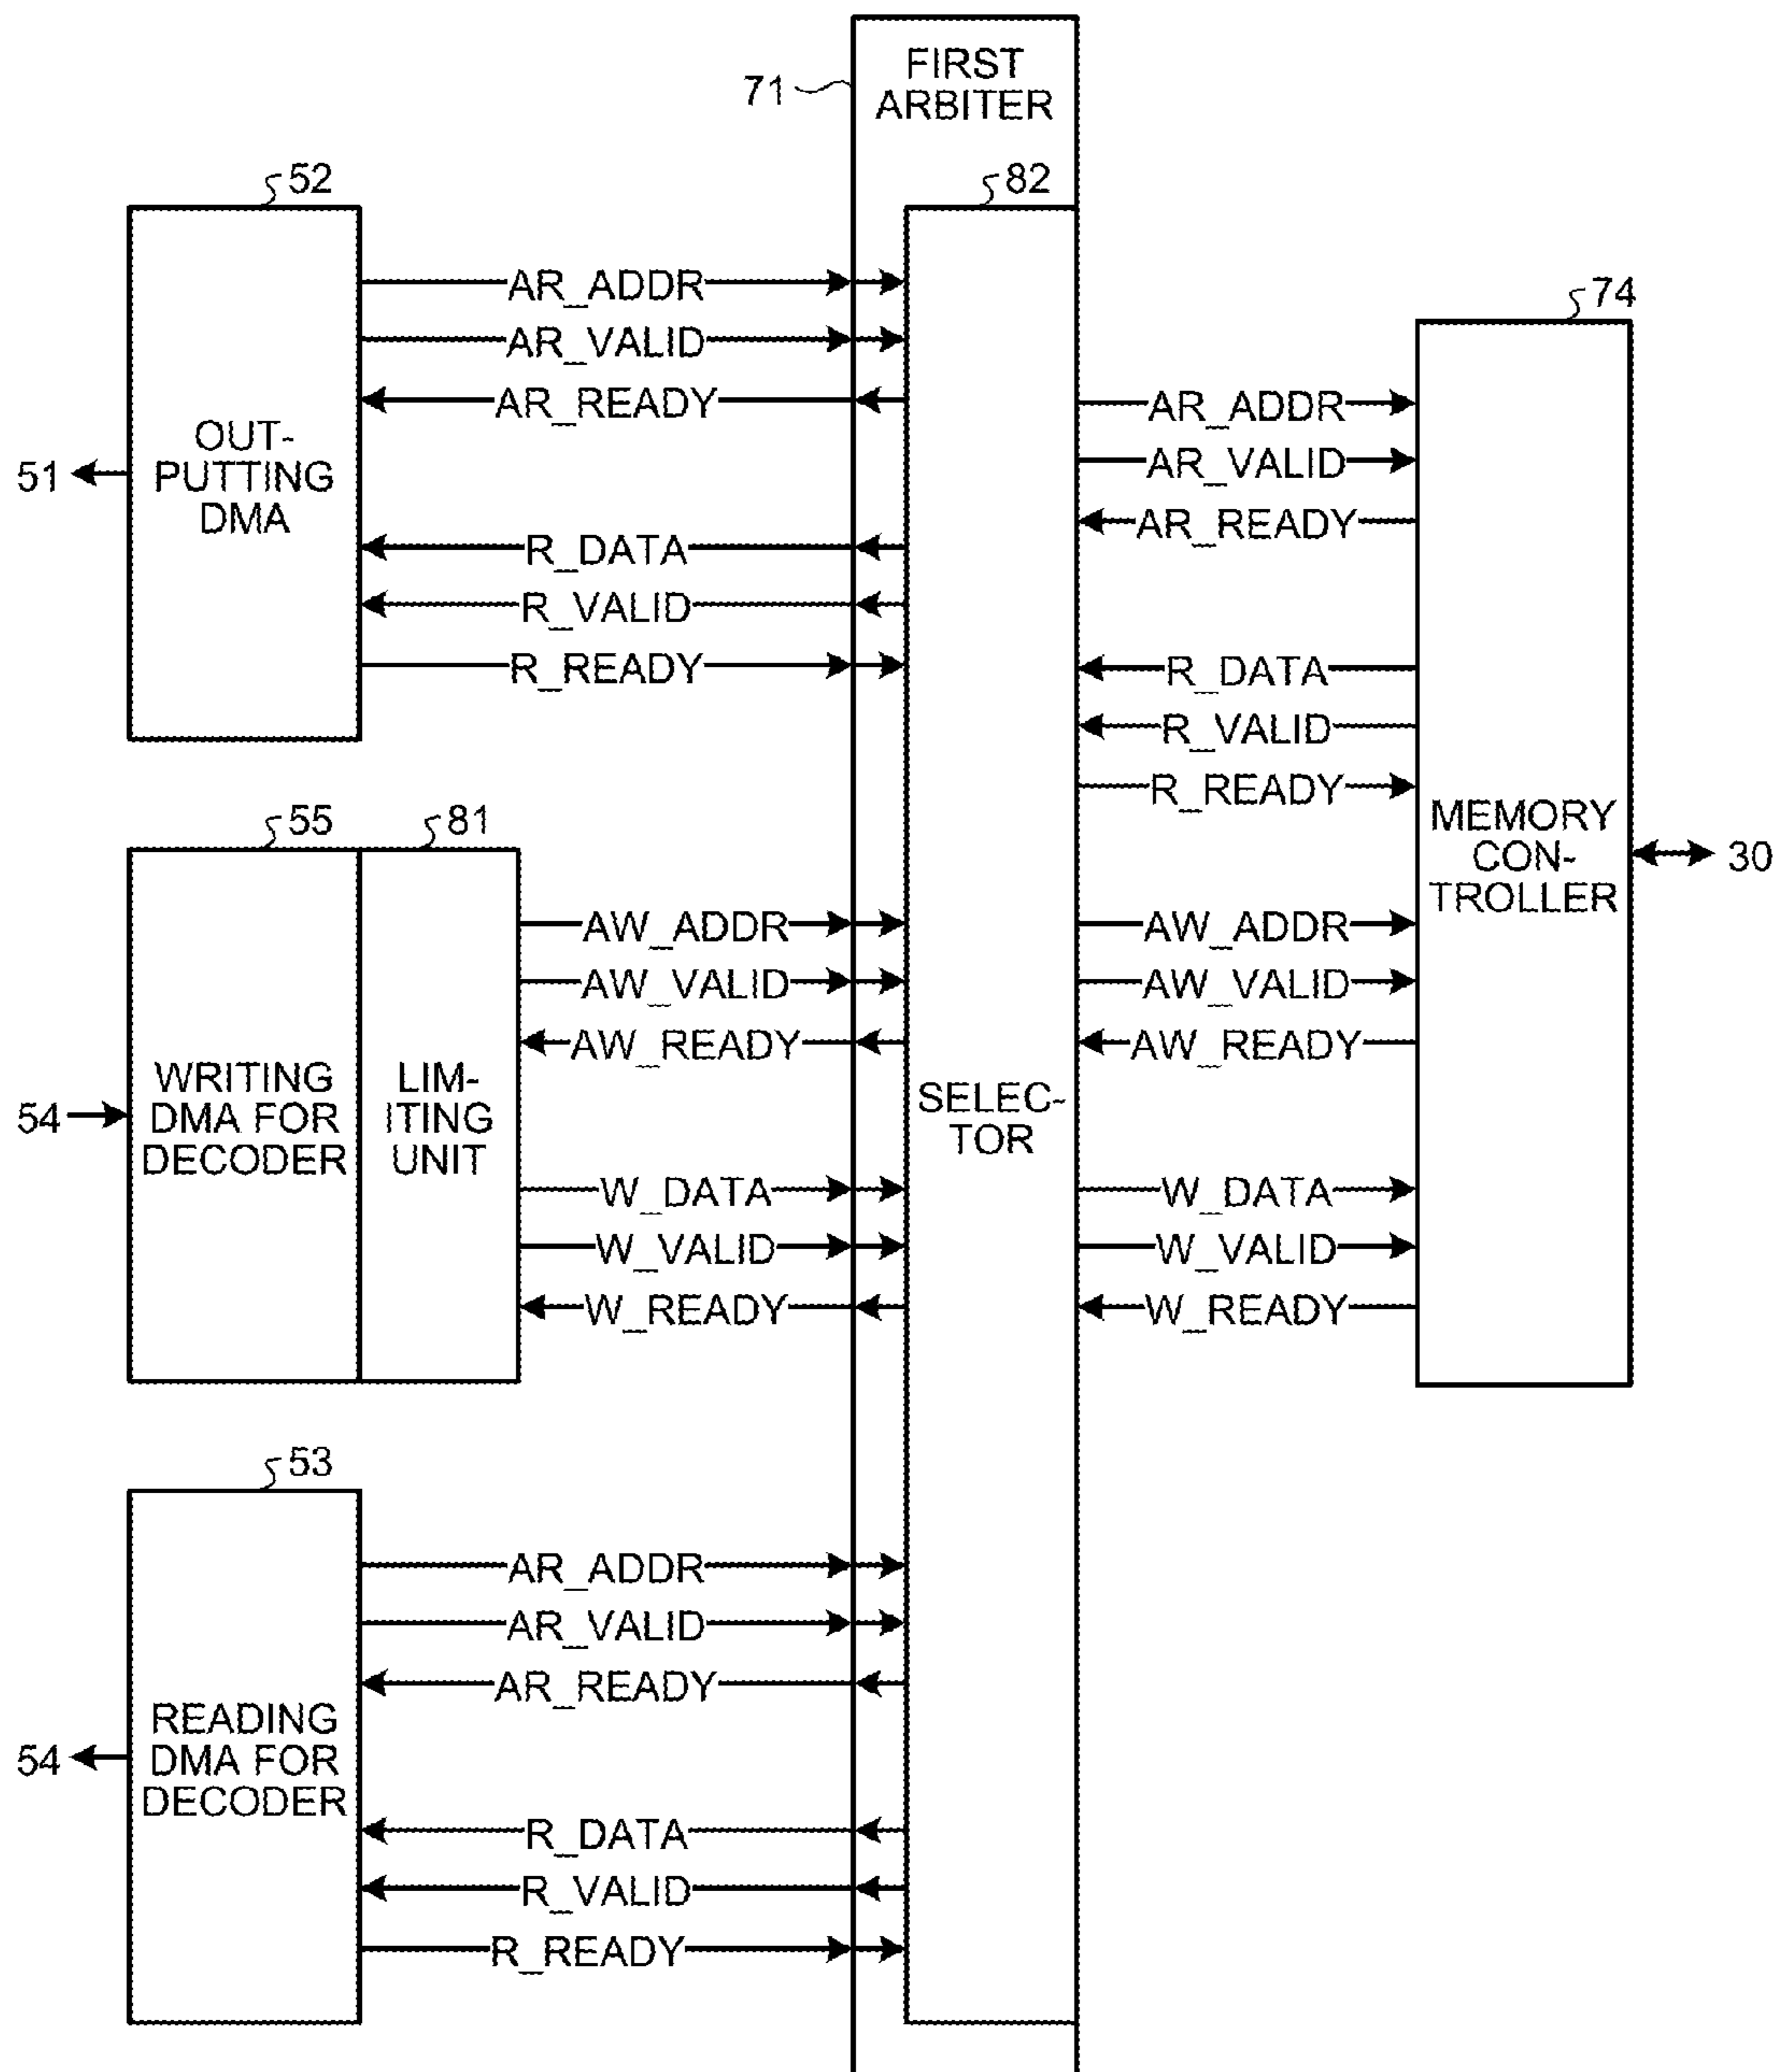 FIRST
ARBITER
71
52
82
74
AR_ADDR
AR_VALID
AR_READY
OUT-
PUTTING
DMA
51
R_DATA
R_VALID
R_READY
AR_ADDR
AR_VALID
AR_READY
R_DATA
R_VALID
R_READY
MEMORY
CON-
TROLLER
30
55
81
AW_ADDR
AW_VALID
AW_READY
WRITING
DMA FOR
DECODER
54
LIM-
ITING
UNIT
W_DATA
W_VALID
W_READY
SELEC-
TOR
AW_ADDR
AW_VALID
AW_READY
W_DATA
W_VALID
W_READY
53
AR_ADDR
AR_VALID
AR_READY
READING
DMA FOR
DECODER
54
R_DATA
R_VALID
R_READY